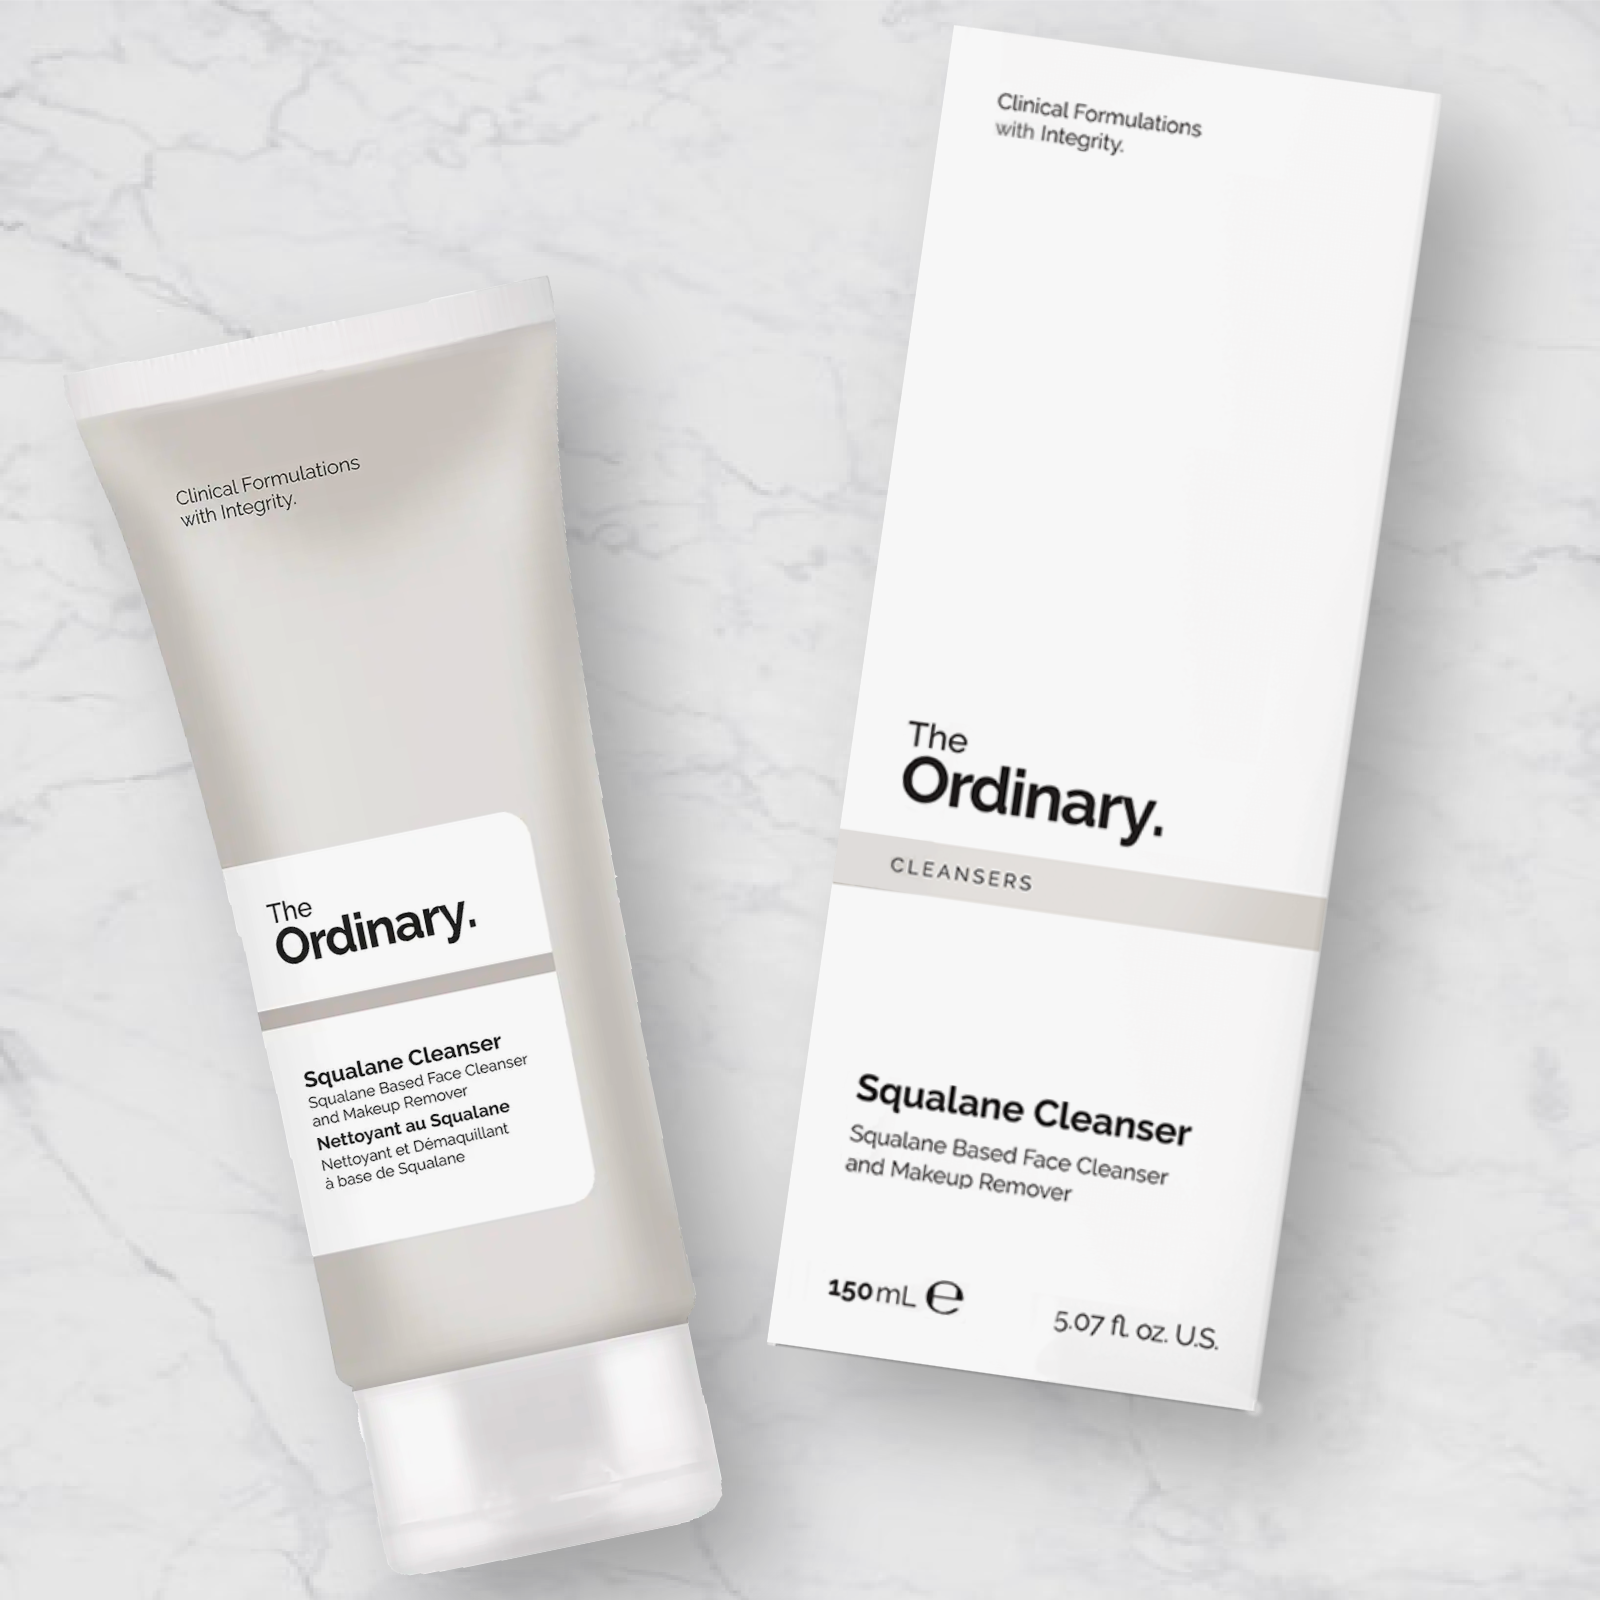 Clinical Formulations
with Integrity.
The
Ordinary.
Squalane Cleanser
Squalane Based Face Cleanser
and Makeup Remover
Nettoyant au Squalane
Nettoyant et Démaquillant
à base de Squalane
Clinical Formulations
with Integrity.
The
Ordinary.
CLEANSERS
Squalane Cleanser
Squalane Based Face Cleanser
and Makeup Remover
150mL ℮ 5.07 fl. oz. U.S.